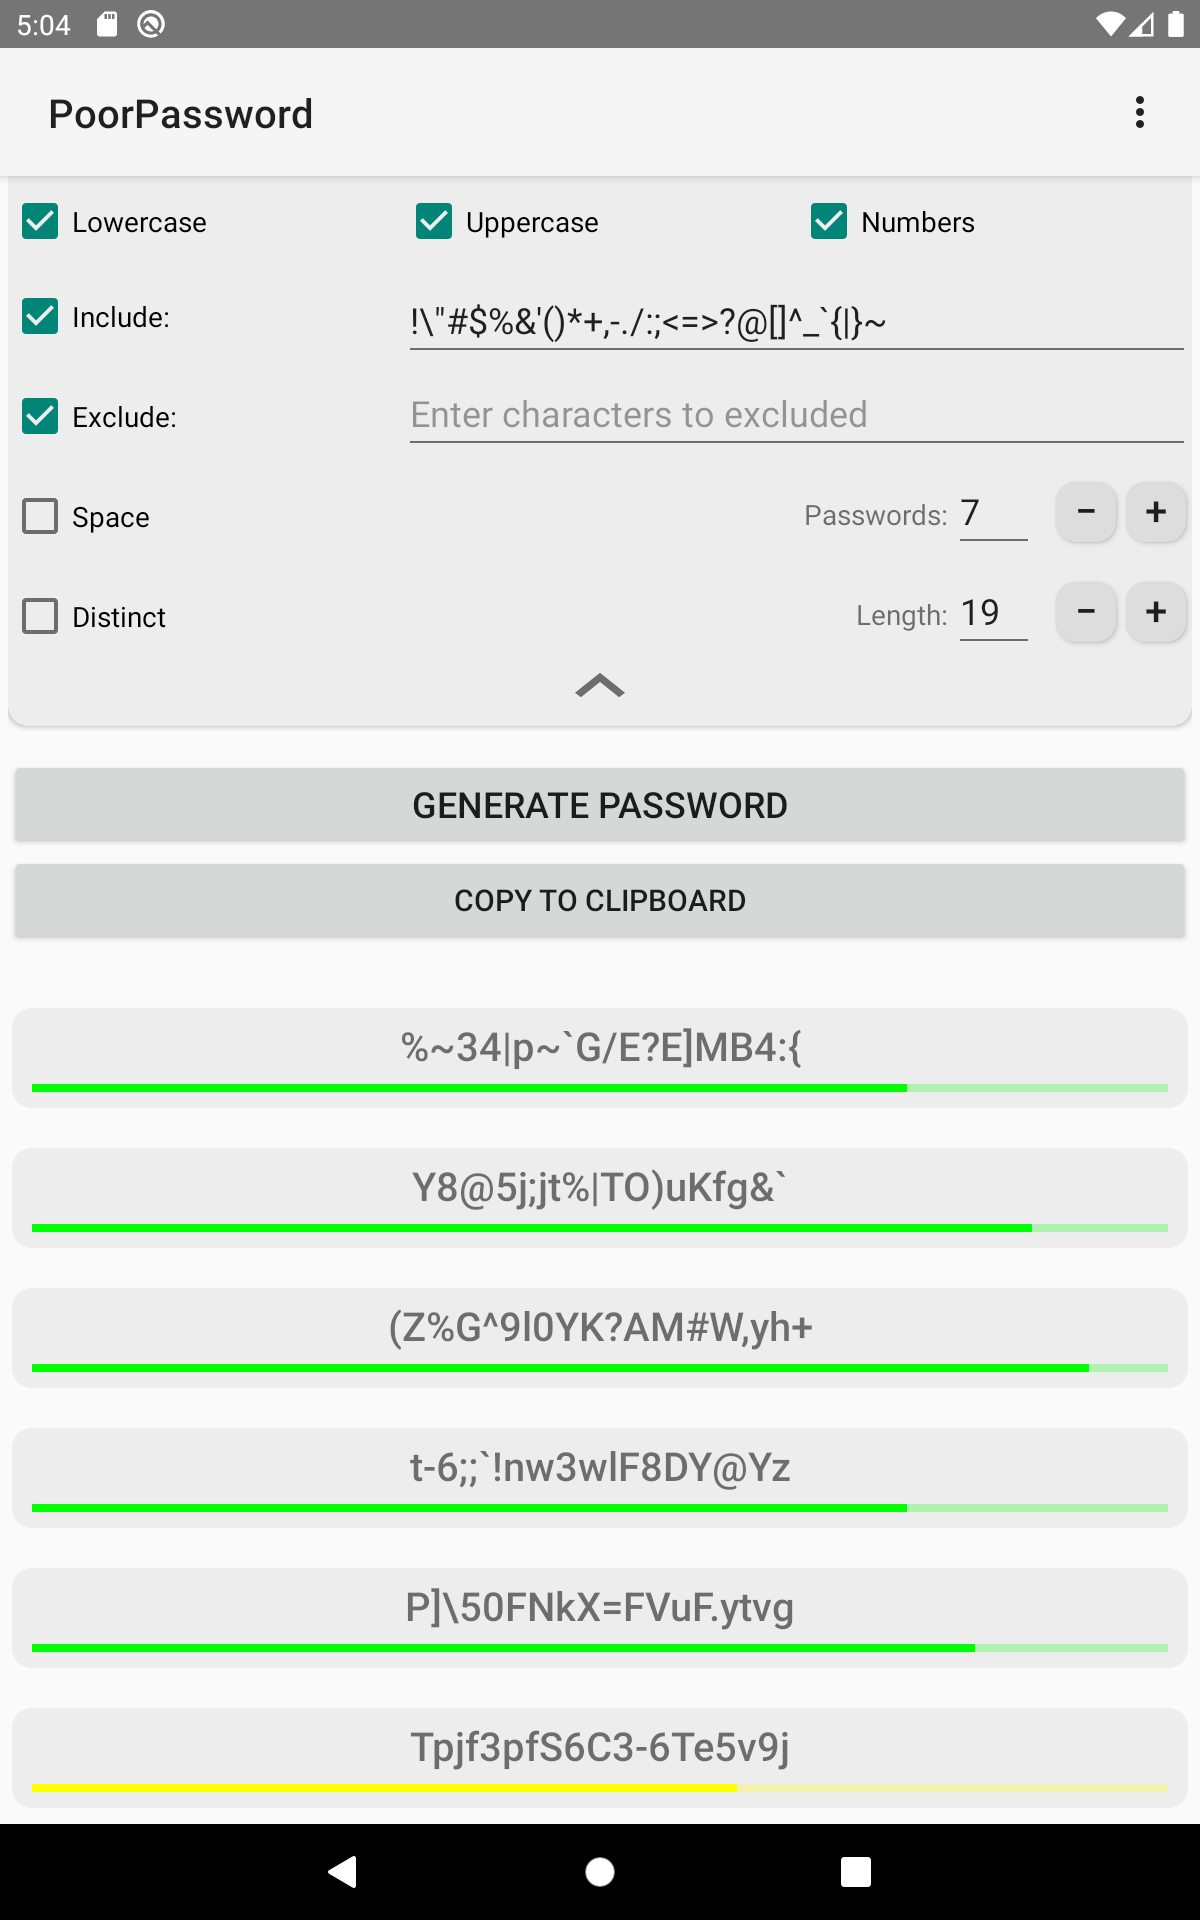 5:04
PoorPassword
Lowercase Uppercase Numbers
Include: !\"#$%&'()*+,-./:;<=>?@[]^_`{|}~
Exclude: Enter characters to excluded
Space Passwords: 7 − +
Distinct Length: 19 − +
GENERATE PASSWORD
COPY TO CLIPBOARD
%~34|p~`G/E?E]MB4:{
Y8@5j;jt%|TO)uKfg&`
(Z%G^9l0YK?AM#W,yh+
t-6;;`!nw3wlF8DY@Yz
P]\50FNkX=FVuF.ytvg
Tpjf3pfS6C3-6Te5v9j